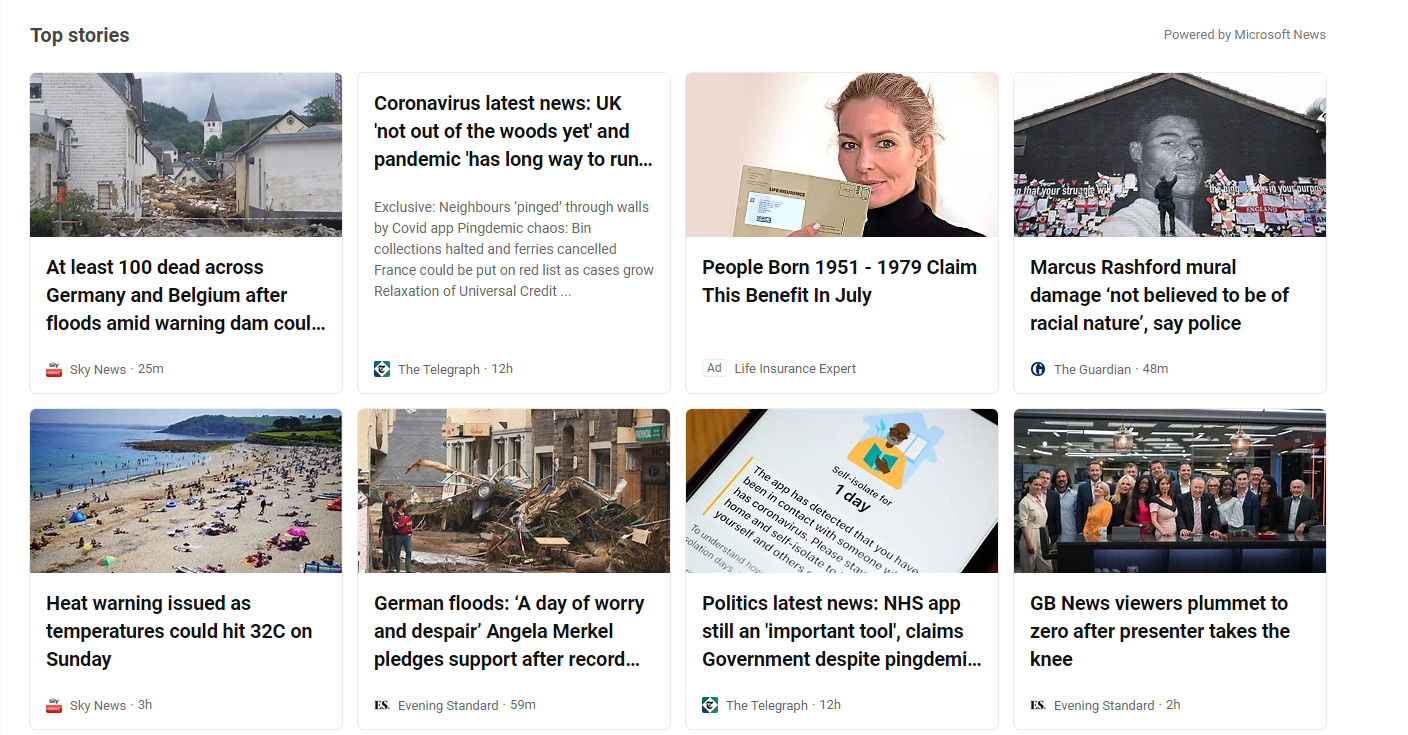 Top stories
Powered by Microsoft News
At least 100 dead across
Germany and Belgium after
floods amid warning dam coul...
sky
Sky News · 25m
Coronavirus latest news: UK
'not out of the woods yet' and
pandemic 'has long way to run...
Exclusive: Neighbours ‘pinged’ through walls
by Covid app Pingdemic chaos: Bin
collections halted and ferries cancelled
France could be put on red list as cases grow
Relaxation of Universal Credit ...
The Telegraph · 12h
LIFE INSURANCE
People Born 1951 - 1979 Claim
This Benefit In July
Ad
Life Insurance Expert
that your struggle
in your purpose
ENGLAND
Marcus Rashford mural
damage ‘not believed to be of
racial nature’, say police
The Guardian · 48m
Heat warning issued as
temperatures could hit 32C on
Sunday
sky
Sky News · 3h
German floods: ‘A day of worry
and despair’ Angela Merkel
pledges support after record...
ES.
Evening Standard · 59m
Self-isolate for
1 day
The app has detected that you have
been in contact with someone
has coronavirus. Please stay
home and self-isolate to
yourself and others
To understand how
isolation days
Politics latest news: NHS app
still an 'important tool', claims
Government despite pingdemi...
The Telegraph · 12h
GB News viewers plummet to
zero after presenter takes the
knee
ES.
Evening Standard · 2h